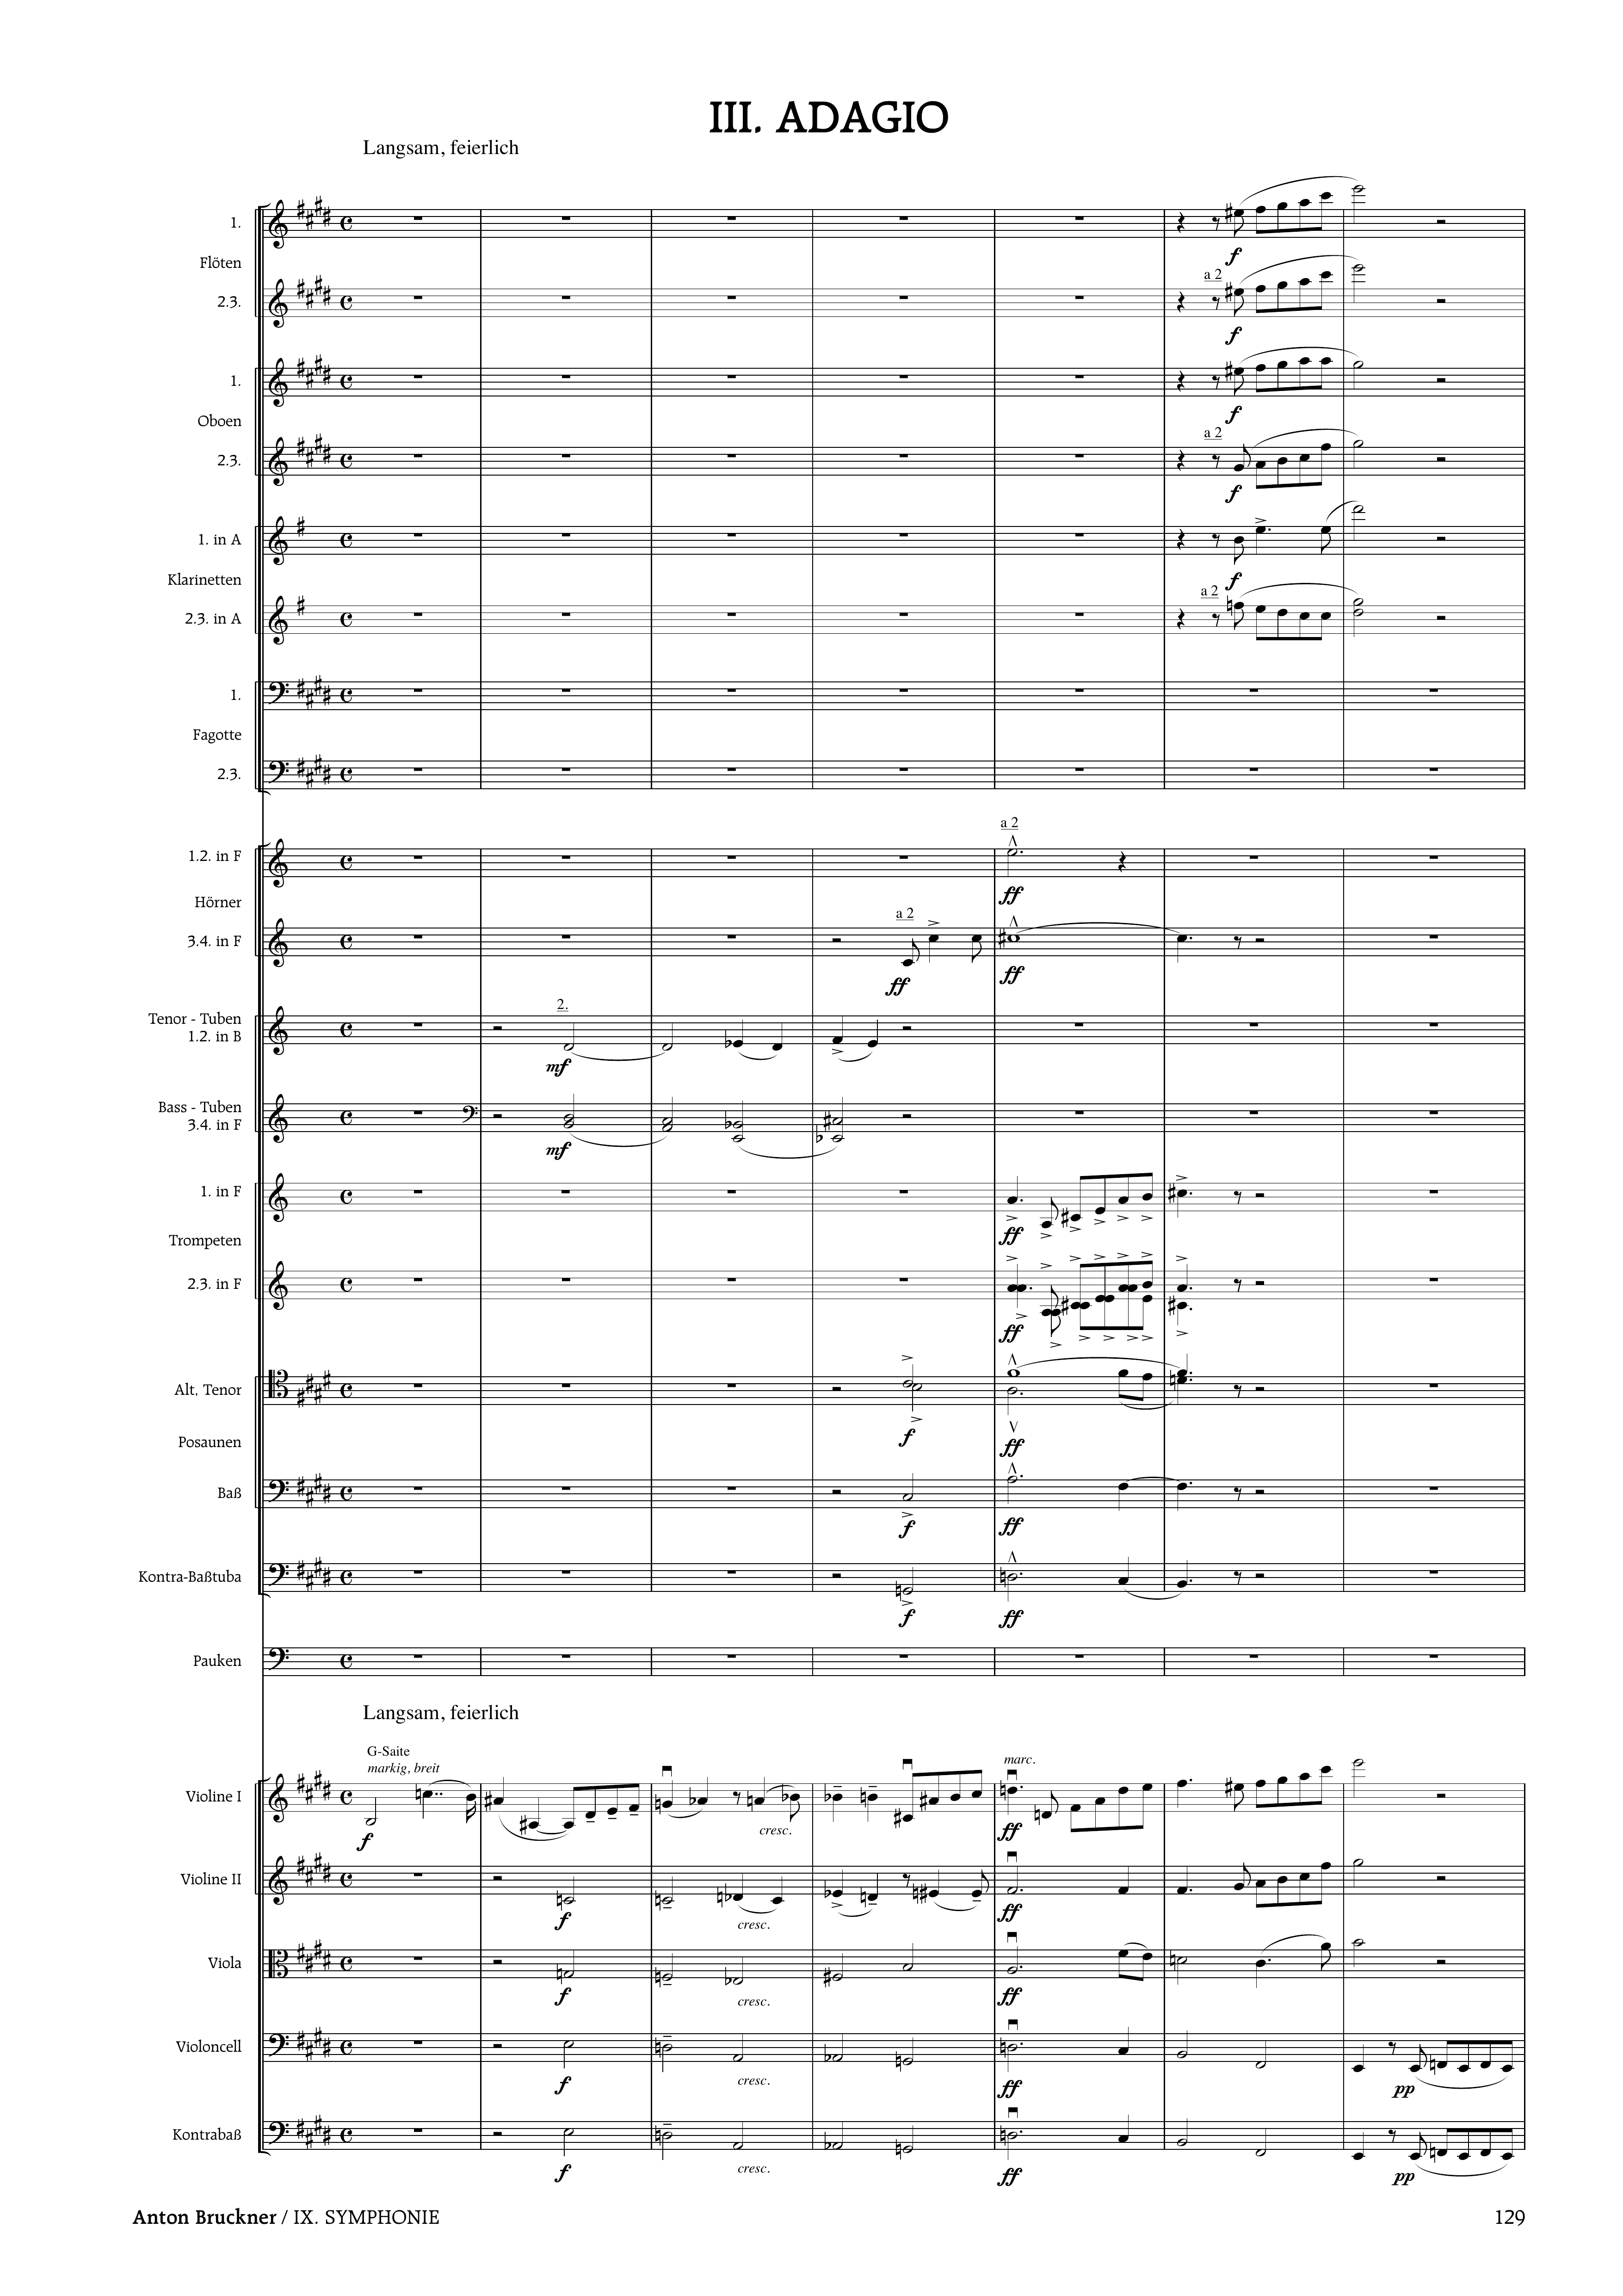 III. ADAGIO
Langsam, feierlich
1.
Flöten
a 2
2.3.
f
f
1.
f
Oboen
a 2
2.3.
f
1. in A
f
Klarinetten
a 2
2.3. in A
1.
Fagotte
2.3.
a 2
1.2. in F
ff
Hörner
a 2
3.4. in F
ff
ff
2.
Tenor - Tuben
1.2. in B
mf
Bass - Tuben
3.4. in F
mf
1. in F
ff
Trompeten
2.3. in F
ff
Alt, Tenor
f
ff
Posaunen
Baß
f
ff
Kontra-Baßtuba
f
ff
Pauken
Langsam, feierlich
G-Saite
markig, breit
marc.
Violine I
f
cresc.
ff
Violine II
f
cresc.
ff
Viola
f
cresc.
ff
Violoncell
f
cresc.
ff
pp
Kontrabaß
f
cresc.
ff
pp
Anton Bruckner / IX. SYMPHONIE
129